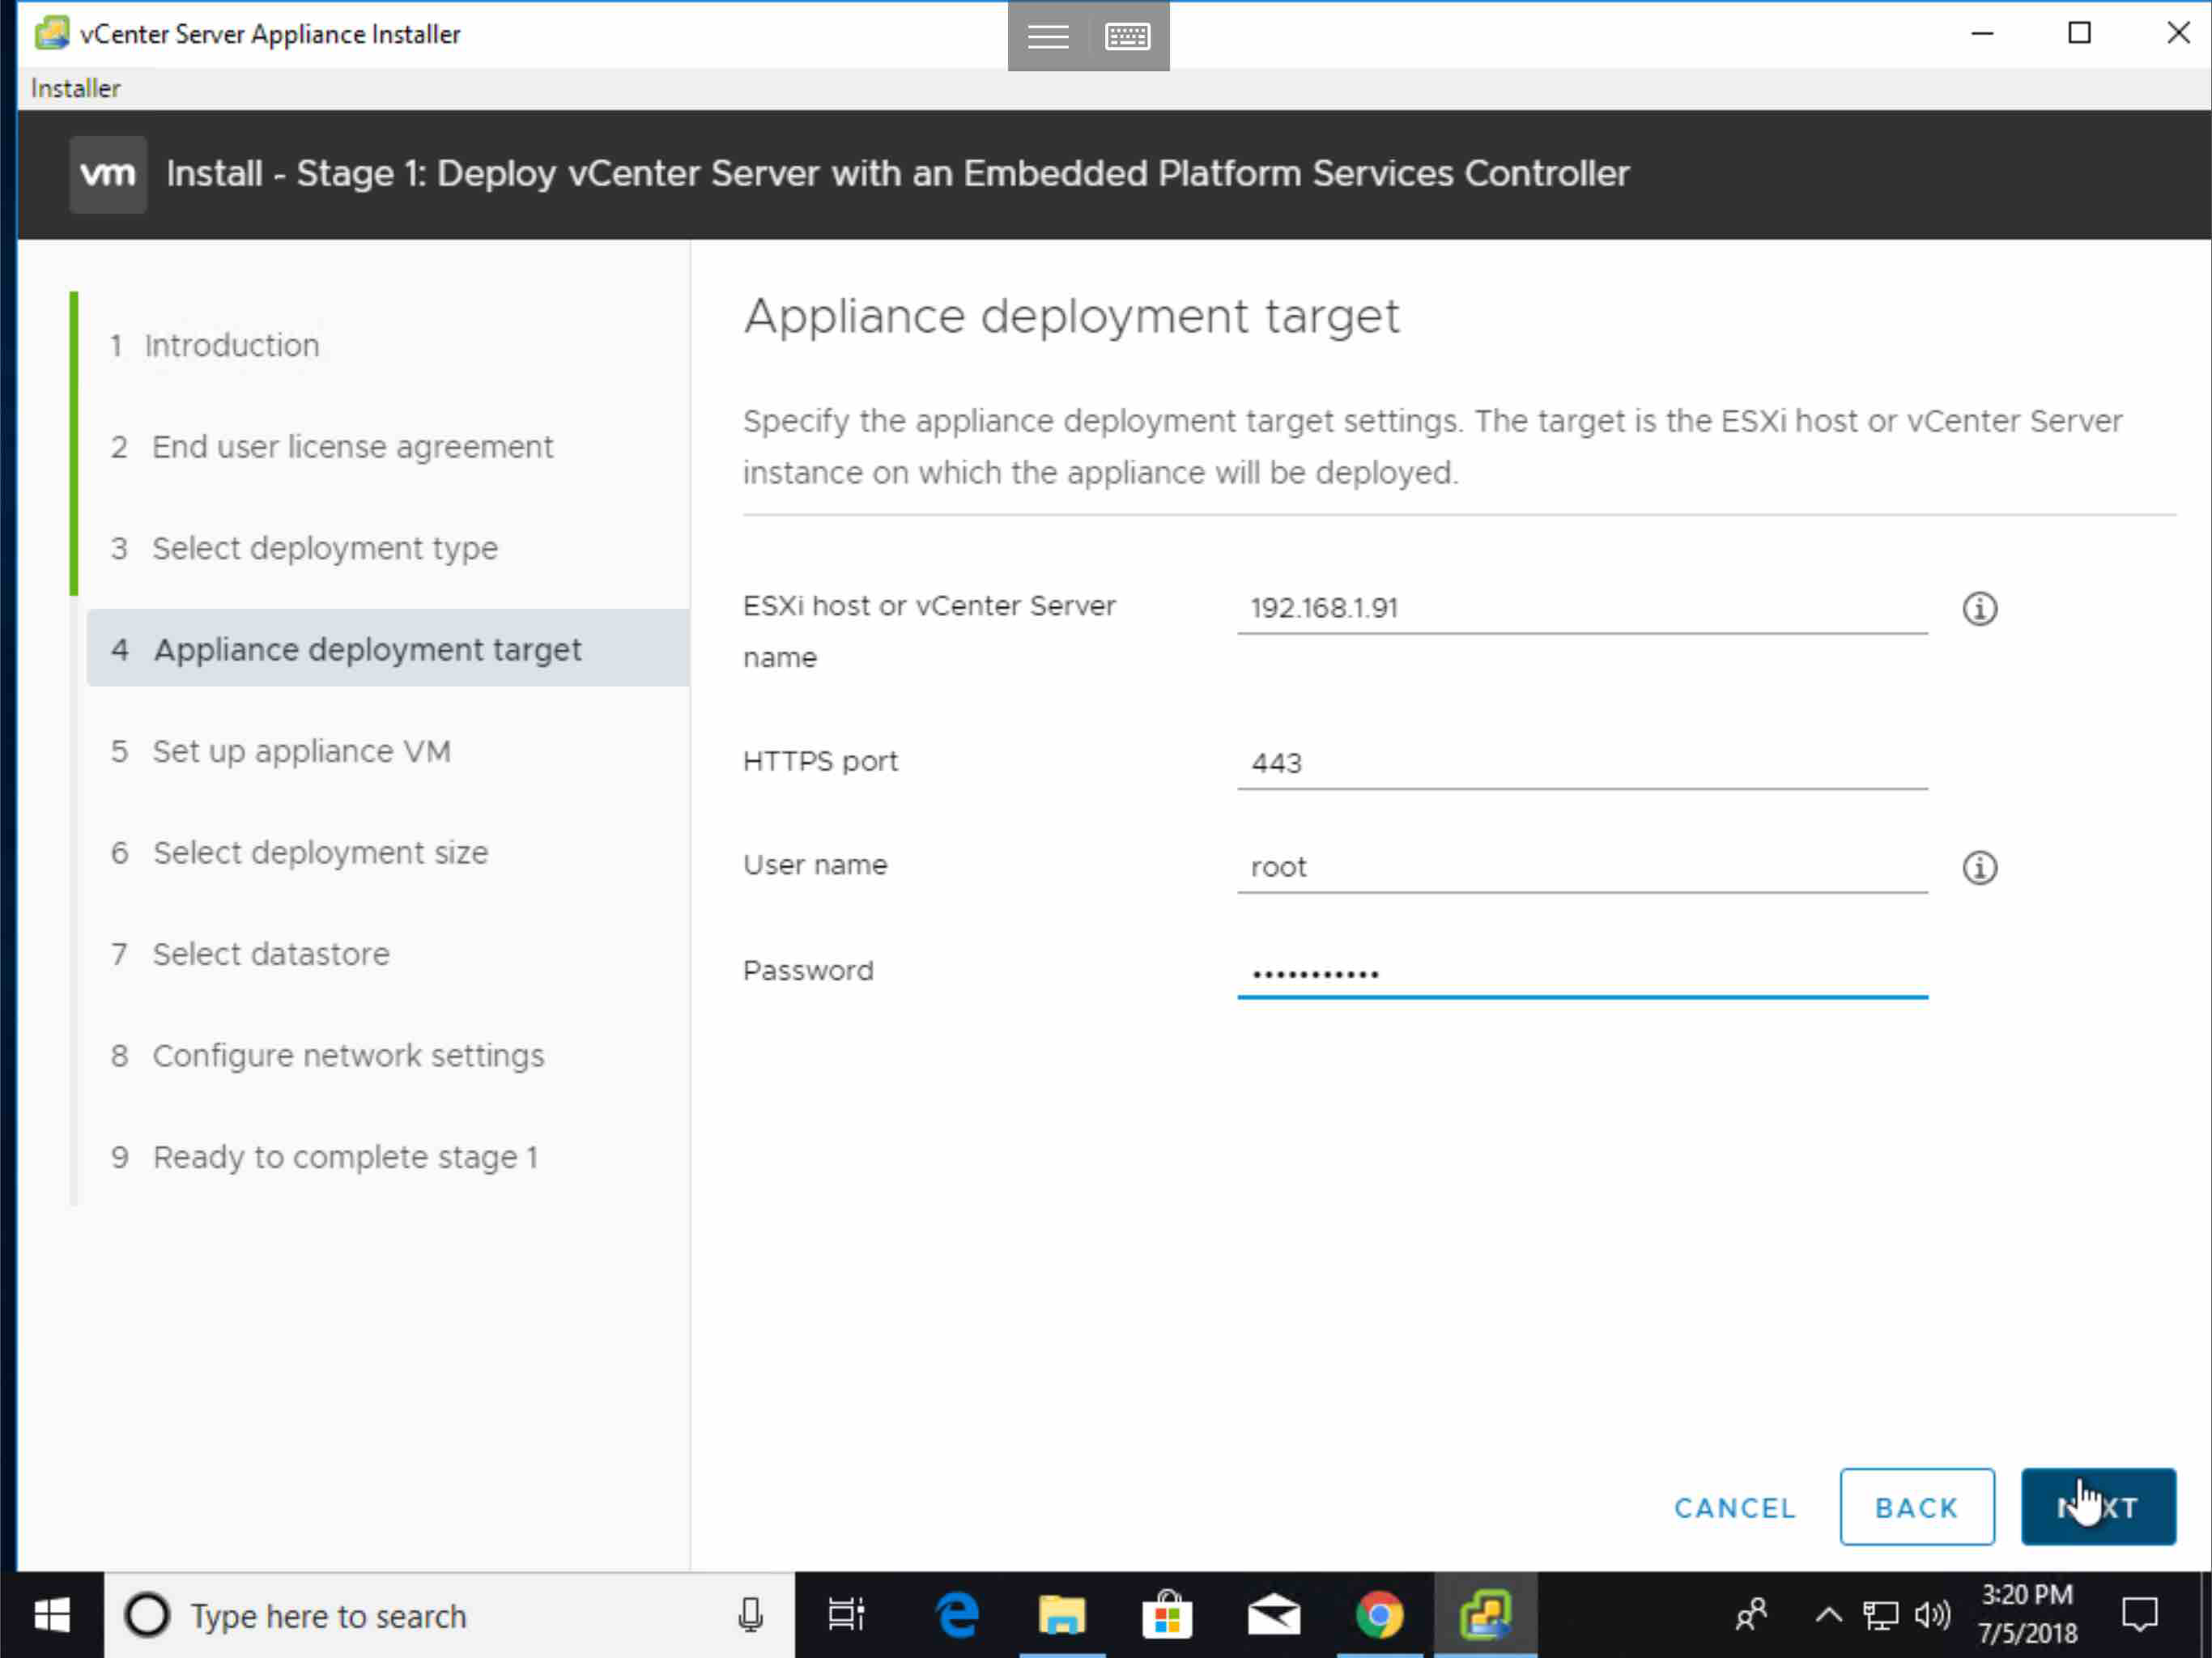 vCenter Server Appliance Installer
Installer
vm Install - Stage 1: Deploy vCenter Server with an Embedded Platform Services Controller
1 Introduction
2 End user license agreement
3 Select deployment type
4 Appliance deployment target
5 Set up appliance VM
6 Select deployment size
7 Select datastore
8 Configure network settings
9 Ready to complete stage 1
Appliance deployment target
Specify the appliance deployment target settings. The target is the ESXi host or vCenter Server
instance on which the appliance will be deployed.
ESXi host or vCenter Server
name
192.168.1.91
HTTPS port
443
User name
root
Password
•••••••••••
CANCEL
BACK
NEXT
Type here to search
3:20 PM
7/5/2018